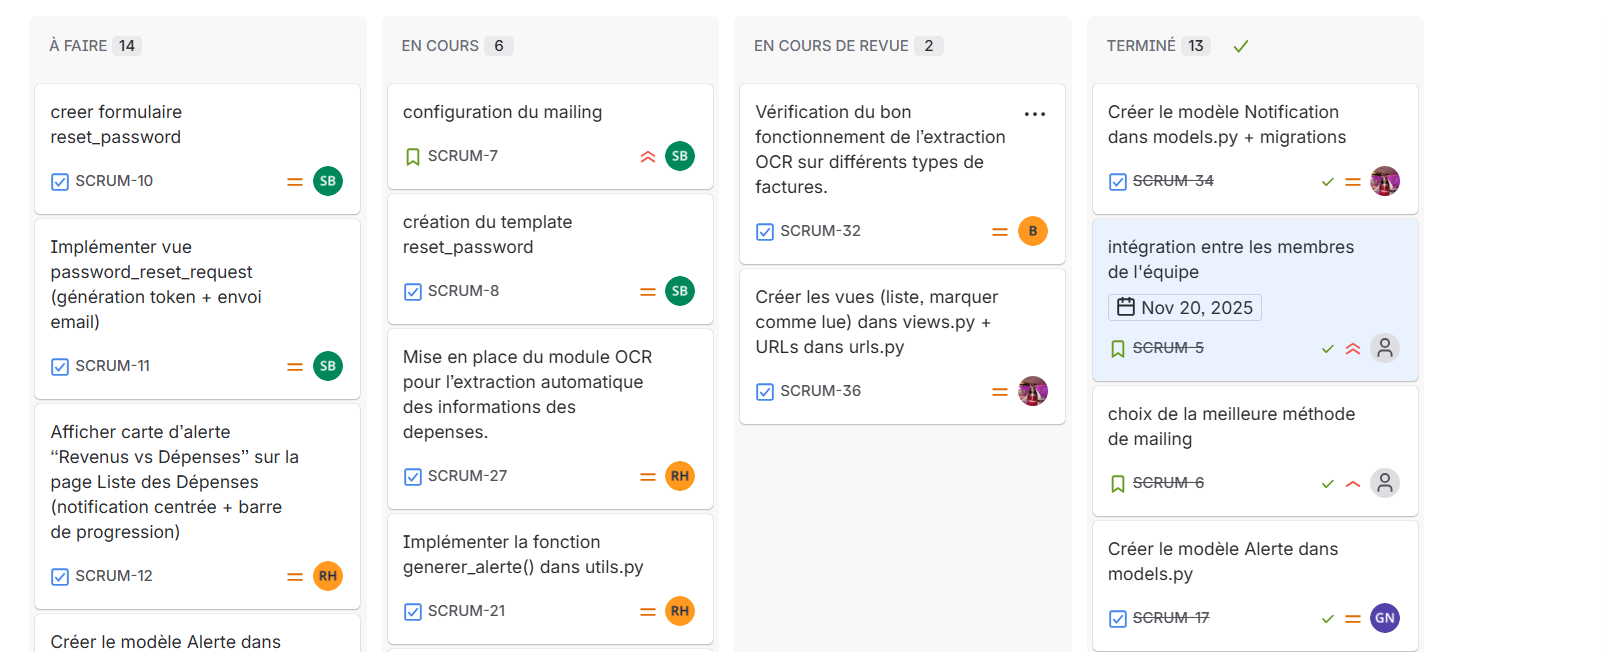 À FAIRE 14
creer formulaire
reset_password
SCRUM-10
SB
Implémenter vue
password_reset_request
(génération token + envoi
email)
SCRUM-11
SB
Afficher carte d’alerte
“Revenus vs Dépenses” sur la
page Liste des Dépenses
(notification centrée + barre
de progression)
SCRUM-12
RH
Créer le modèle Alerte dans
EN COURS 6
configuration du mailing
SCRUM-7
SB
création du template
reset_password
SCRUM-8
SB
Mise en place du module OCR
pour l’extraction automatique
des informations des
depenses.
SCRUM-27
RH
Implémenter la fonction
generer_alerte() dans utils.py
SCRUM-21
RH
EN COURS DE REVUE 2
Vérification du bon
fonctionnement de l’extraction
OCR sur différents types de
factures.
SCRUM-32
B
Créer les vues (liste, marquer
comme lue) dans views.py +
URLs dans urls.py
SCRUM-36
TERMINÉ 13
Créer le modèle Notification
dans models.py + migrations
SCRUM-34
intégration entre les membres
de l'équipe
Nov 20, 2025
SCRUM-5
choix de la meilleure méthode
de mailing
SCRUM-6
Créer le modèle Alerte dans
models.py
SCRUM-17
GN